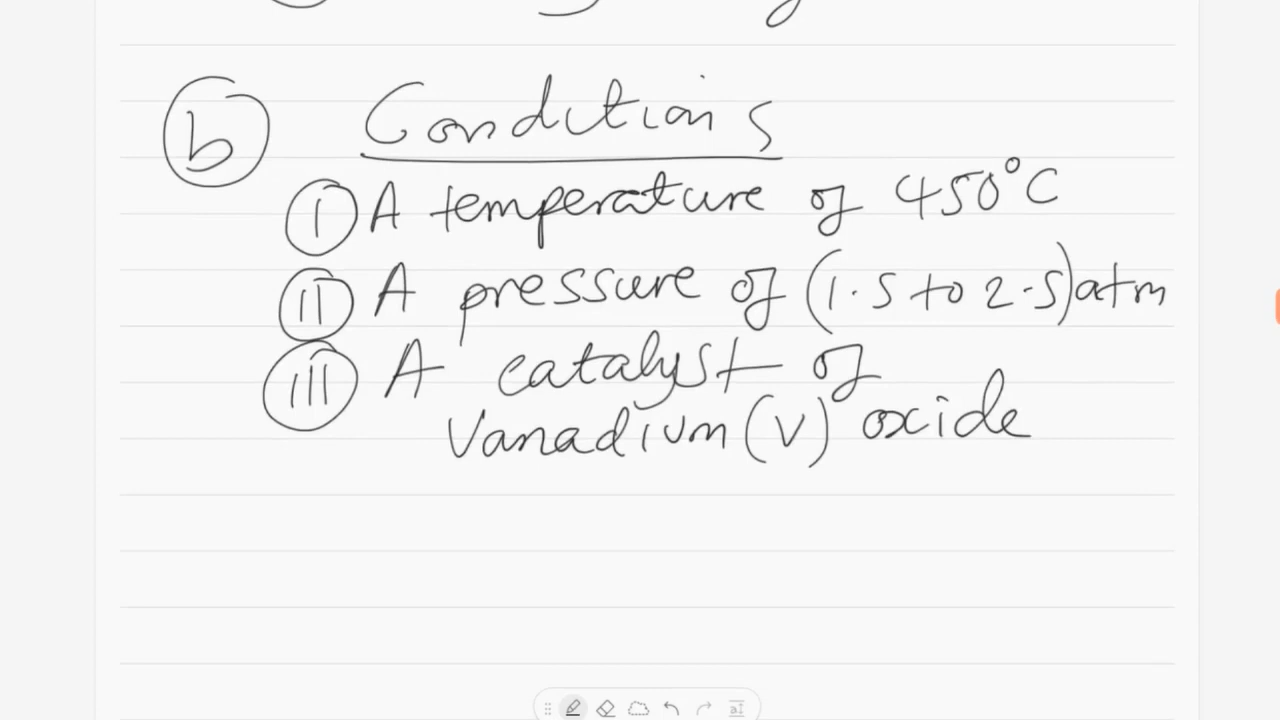 b Conditions
i A temperature of 450°C
ii A pressure of (1.5 to 2.5)atm
iii A catalyst of
Vanadium (V) oxide